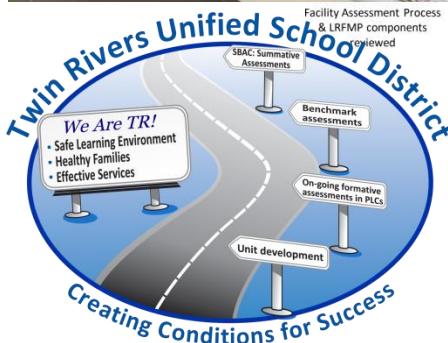 Facility Assessment Process
& LRFMP components
reviewed
Twin Rivers Unified School District
SBAC: Summative
Assessments
We Are TR!
• Safe Learning Environment
• Healthy Families
• Effective Services
Benchmark
assessments
On-going formative
assessments in PLCs
Unit development
Creating Conditions for Success